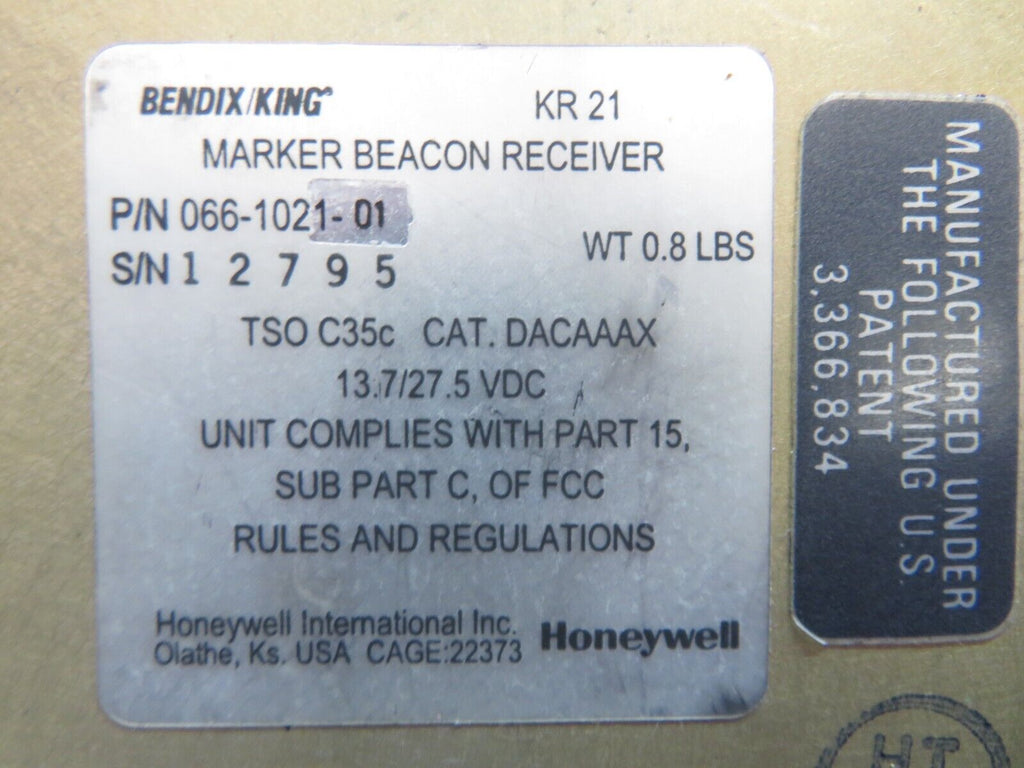 BENDIX/KING® KR 21
MARKER BEACON RECEIVER
P/N 066-1021-01
S/N 1 2 7 9 5
WT 0.8 LBS
TSO C35c CAT. DACAAAX
13.7/27.5 VDC
UNIT COMPLIES WITH PART 15,
SUB PART C, OF FCC
RULES AND REGULATIONS
Honeywell International Inc.
Olathe, Ks. USA CAGE:22373
Honeywell
MANUFACTURED UNDER
THE FOLLOWING U.S.
PATENT
3,366,834
HT